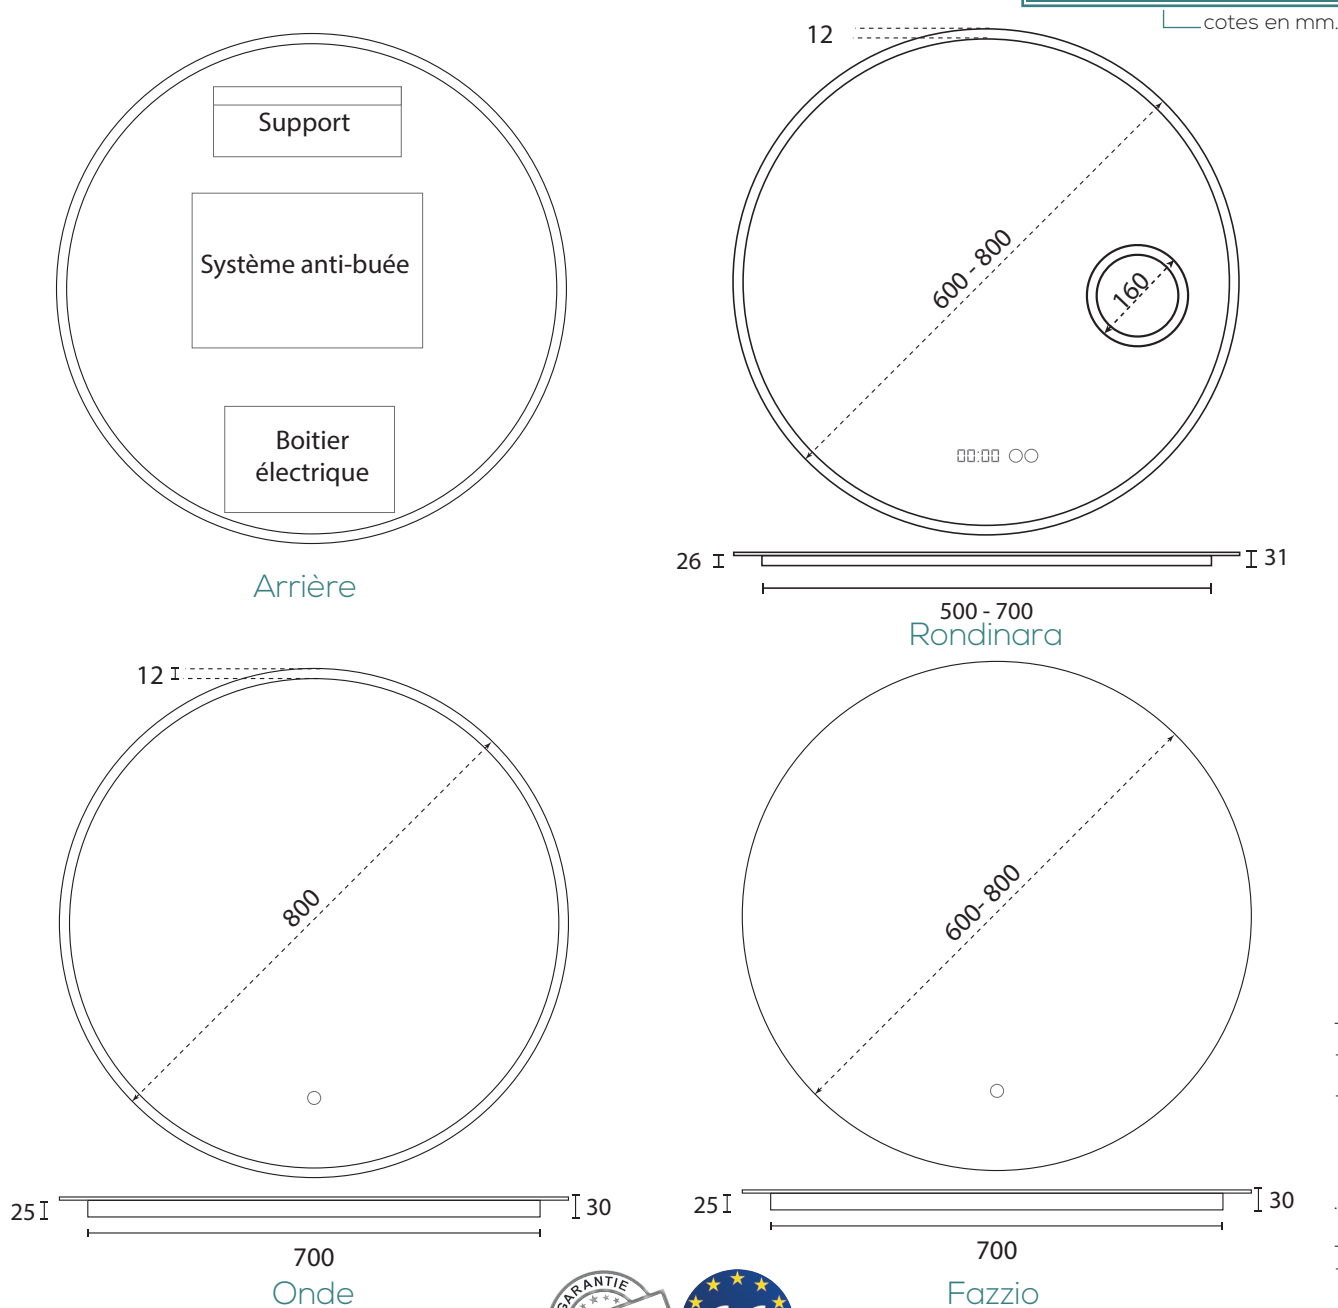 cotes en mm.
Support
Système anti-buée
Boitier
électrique
Arrière
12
600 - 800
160
00:00
26
31
500 - 700
Rondinara
12
800
25
30
700
Onde
600- 800
25
30
700
Fazzio
GARANTIE